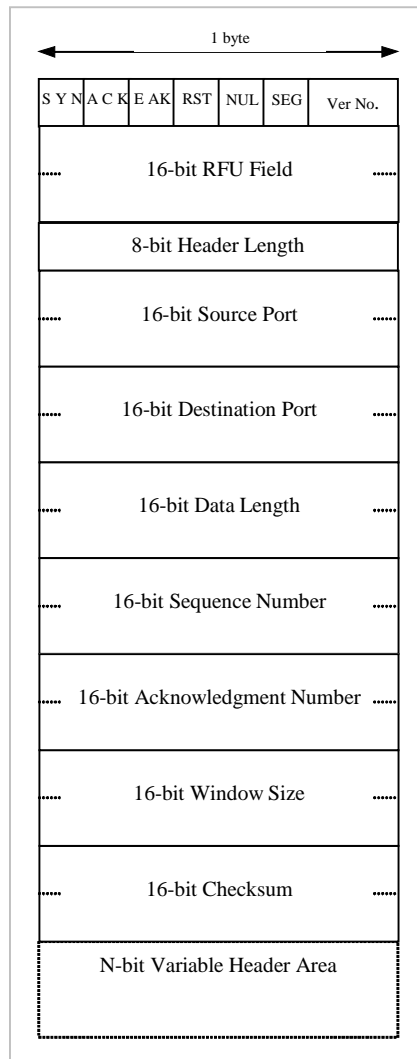 1 byte
S Y N A C K E AK RST NUL SEG Ver No.
16-bit RFU Field
8-bit Header Length
16-bit Source Port
16-bit Destination Port
16-bit Data Length
16-bit Sequence Number
16-bit Acknowledgment Number
16-bit Window Size
16-bit Checksum
N-bit Variable Header Area